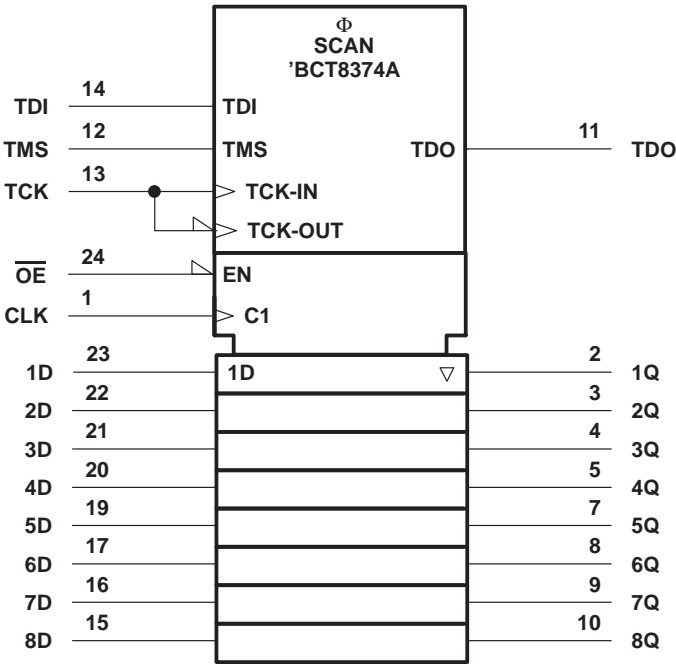 Φ
SCAN
’BCT8374A
TDI 14 TDI
TMS 12 TMS TDO 11 TDO
TCK 13 TCK-IN
TCK-OUT
OE 24 EN
CLK 1 C1
1D 23 1D 2 1Q
2D 22 3 2Q
3D 21 4 3Q
4D 20 5 4Q
5D 19 7 5Q
6D 17 8 6Q
7D 16 9 7Q
8D 15 10 8Q